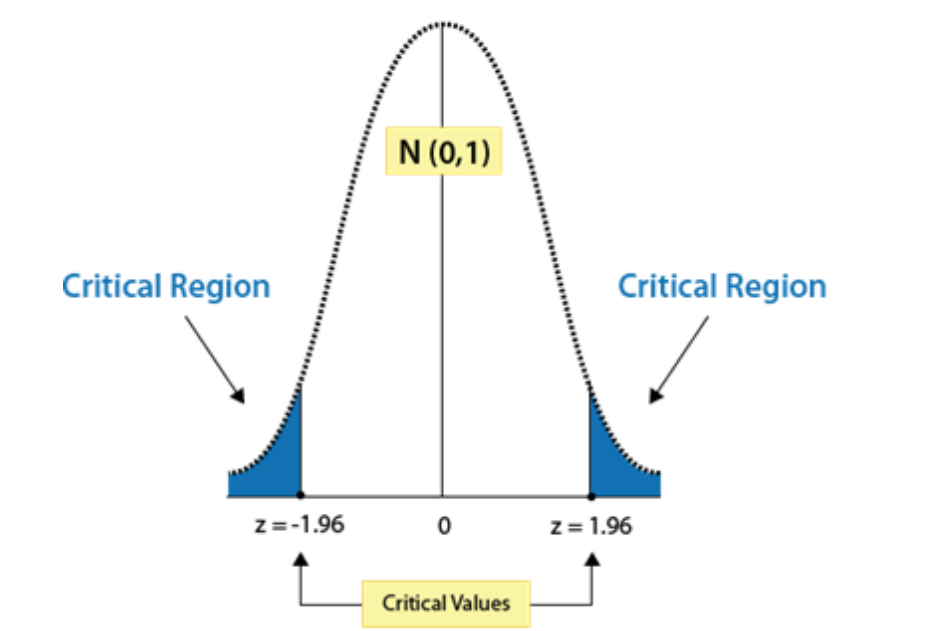 N (0,1)
Critical Region
Critical Region
z = -1.96
0
z = 1.96
Critical Values